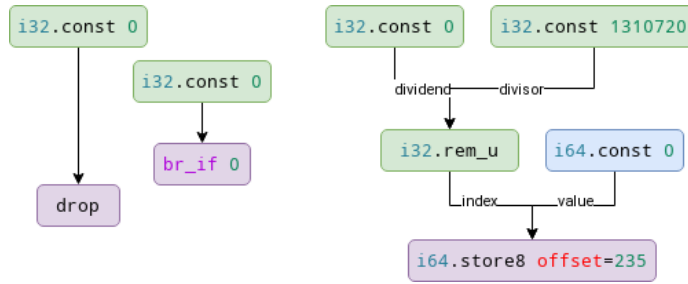 i32.const 0
i32.const 0
i32.const 1310720
i32.const 0
dividend
divisor
br_if 0
i32.rem_u
i64.const 0
drop
index
value
i64.store8 offset=235